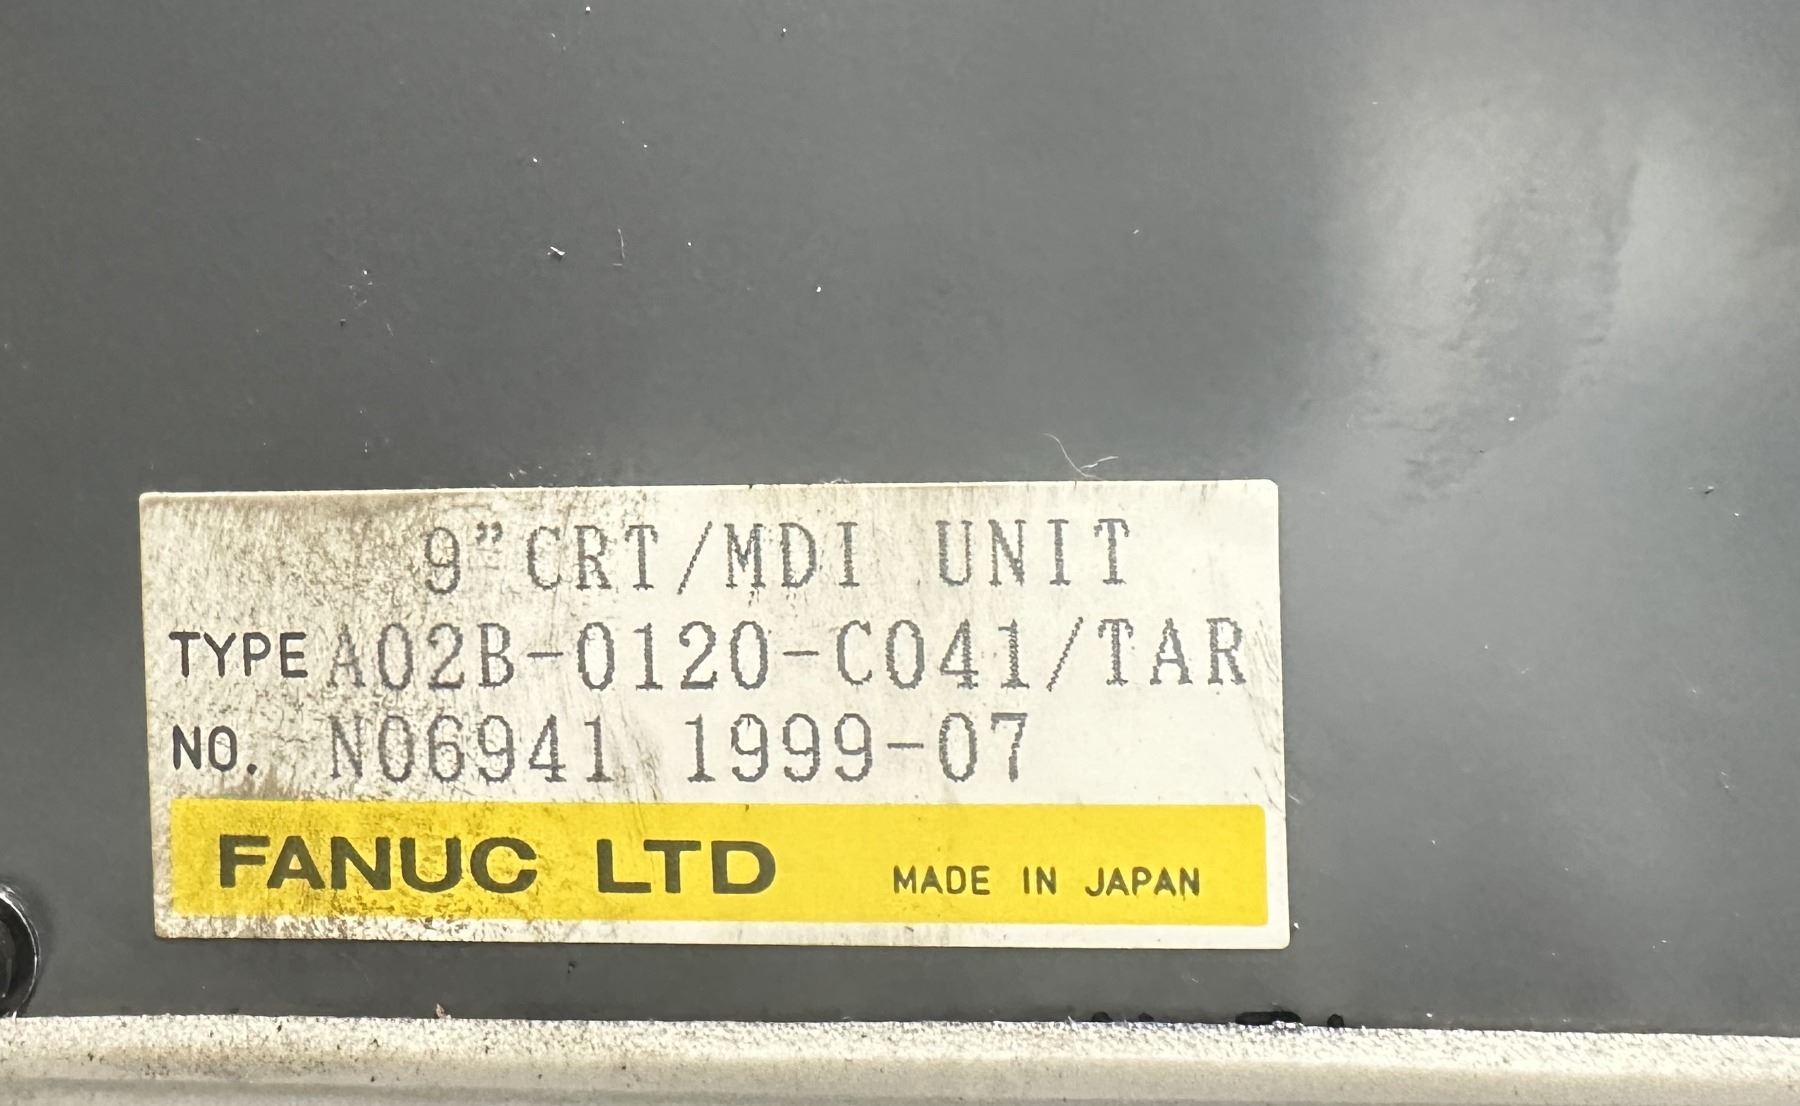 9"CRT/MDI UNIT
TYPE A02B-0120-C041/TAR
NO. N06941 1999-07
FANUC LTD MADE IN JAPAN